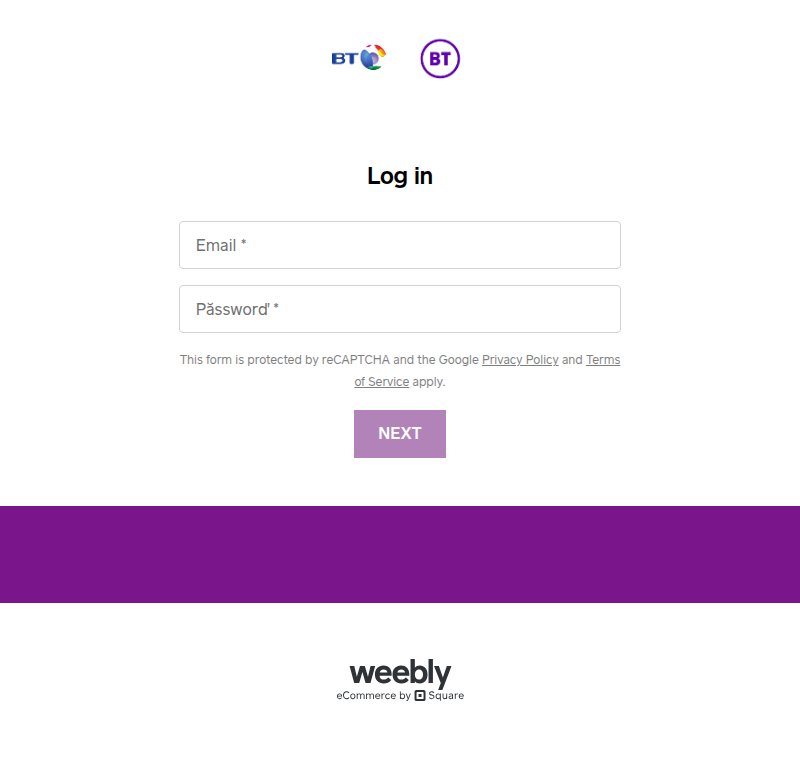 BT BT
Log in
Email *
Păssworď *
This form is protected by reCAPTCHA and the Google Privacy Policy and Terms
of Service apply.
NEXT
weebly
eCommerce by Square